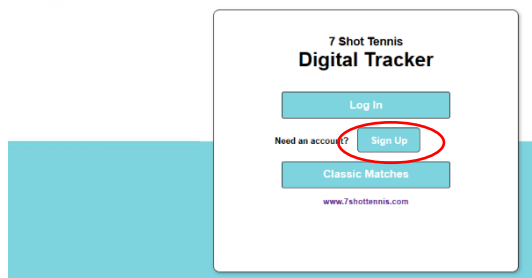 7 Shot Tennis
Digital Tracker
Log In
Need an account? Sign Up
Classic Matches
www.7shottennis.com